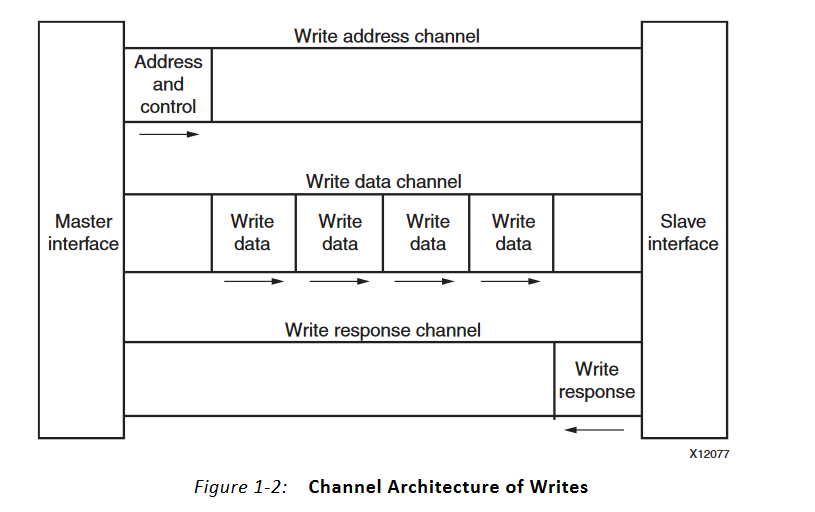 Write address channel
Address
and
control
Write data channel
Master
interface
Write
data
Write
data
Write
data
Write
data
Slave
interface
Write response channel
Write
response
X12077
Figure 1-2: Channel Architecture of Writes